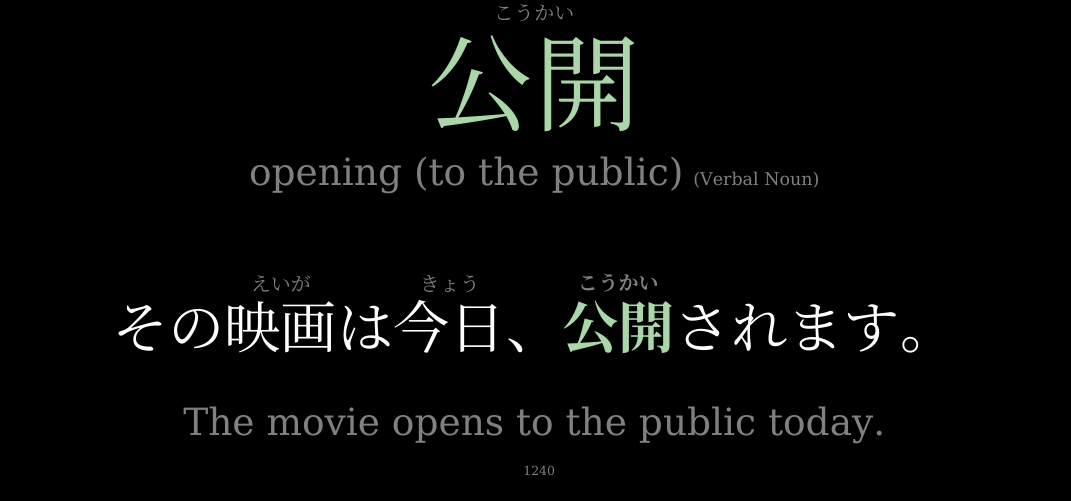 こうかい
公開
opening (to the public) (Verbal Noun)
えいが きょう こうかい
その映画は今日、公開されます。
The movie opens to the public today.
1240